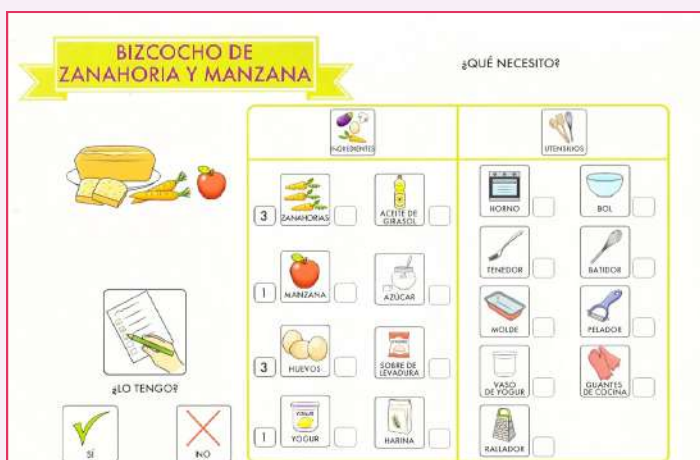 BIZCOCHO DE
ZANAHORIA Y MANZANA
¿QUÉ NECESITO?
INGREDIENTES
UTENSILIOS
3
ZANAHORIAS
ACEITE DE
GIRASOL
HORNO
BOL
1
MANZANA
AZÚCAR
TENEDOR
BATIDOR
3
HUEVOS
SOBRE DE
LEVADURA
MOLDE
PELADOR
¿LO TENGO?
VASO
DE YOGUR
GUANTES
DE COCINA
1
YOGUR
YOGUR
HARINA
RALLADOR
SÍ
NO